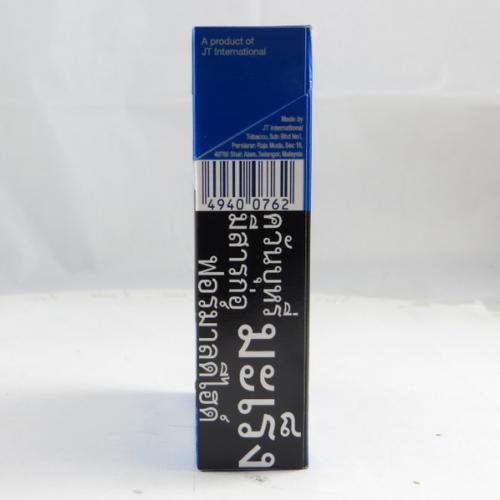 A product of
JT International
Made by
JT International
Tobacco, Sdn Bhd No1,
Persiaran Raja Muda, Sec 15,
40700 Shah Alam, Selangor, Malaysia
4940 0762
ควันบุหรี่
มีสารก่อมะเร็ง
ฟอร์มาลดีไฮด์